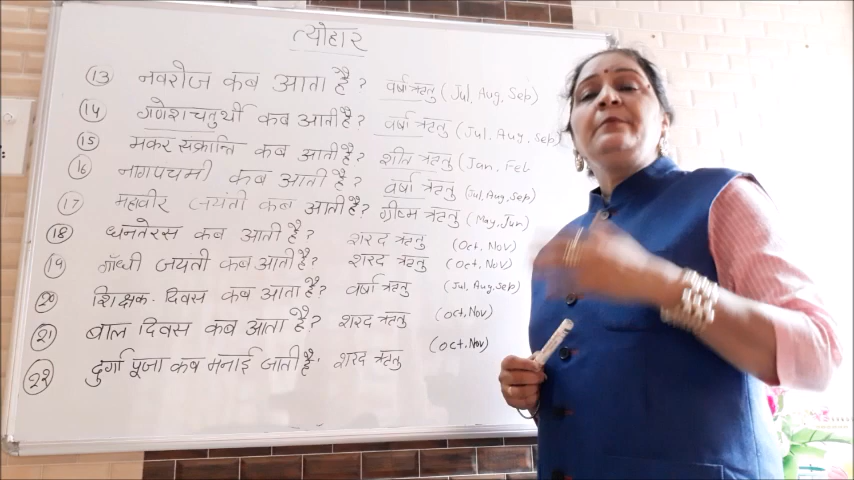 त्योहार
(13) नवरोज कब आता है? वर्षा ऋतु (Jul, Aug, Sep)
(14) गणेश चतुर्थी कब आती है? वर्षा ऋतु (Jul, Aug, Sep)
(15) मकर संक्रान्ति कब आती है? शीत ऋतु (Jan, Feb
(16) नागपंचमी कब आती है? वर्षा ऋतु (Jul, Aug, Sep)
(17) महावीर जयंती कब आती है? ग्रीष्म ऋतु (May, Jun)
(18) धनतेरस कब आती है? शरद ऋतु (Oct, Nov)
(19) गाँधी जयंती कब आती है? शरद ऋतु (Oct, Nov)
(20) शिक्षक - दिवस कब आता है? वर्षा ऋतु (Jul, Aug, Sep)
(21) बाल दिवस कब आता है? शरद ऋतु (Oct, Nov)
(22) दुर्गा पूजा कब मनाई जाती है? शरद ऋतु (Oct, Nov)